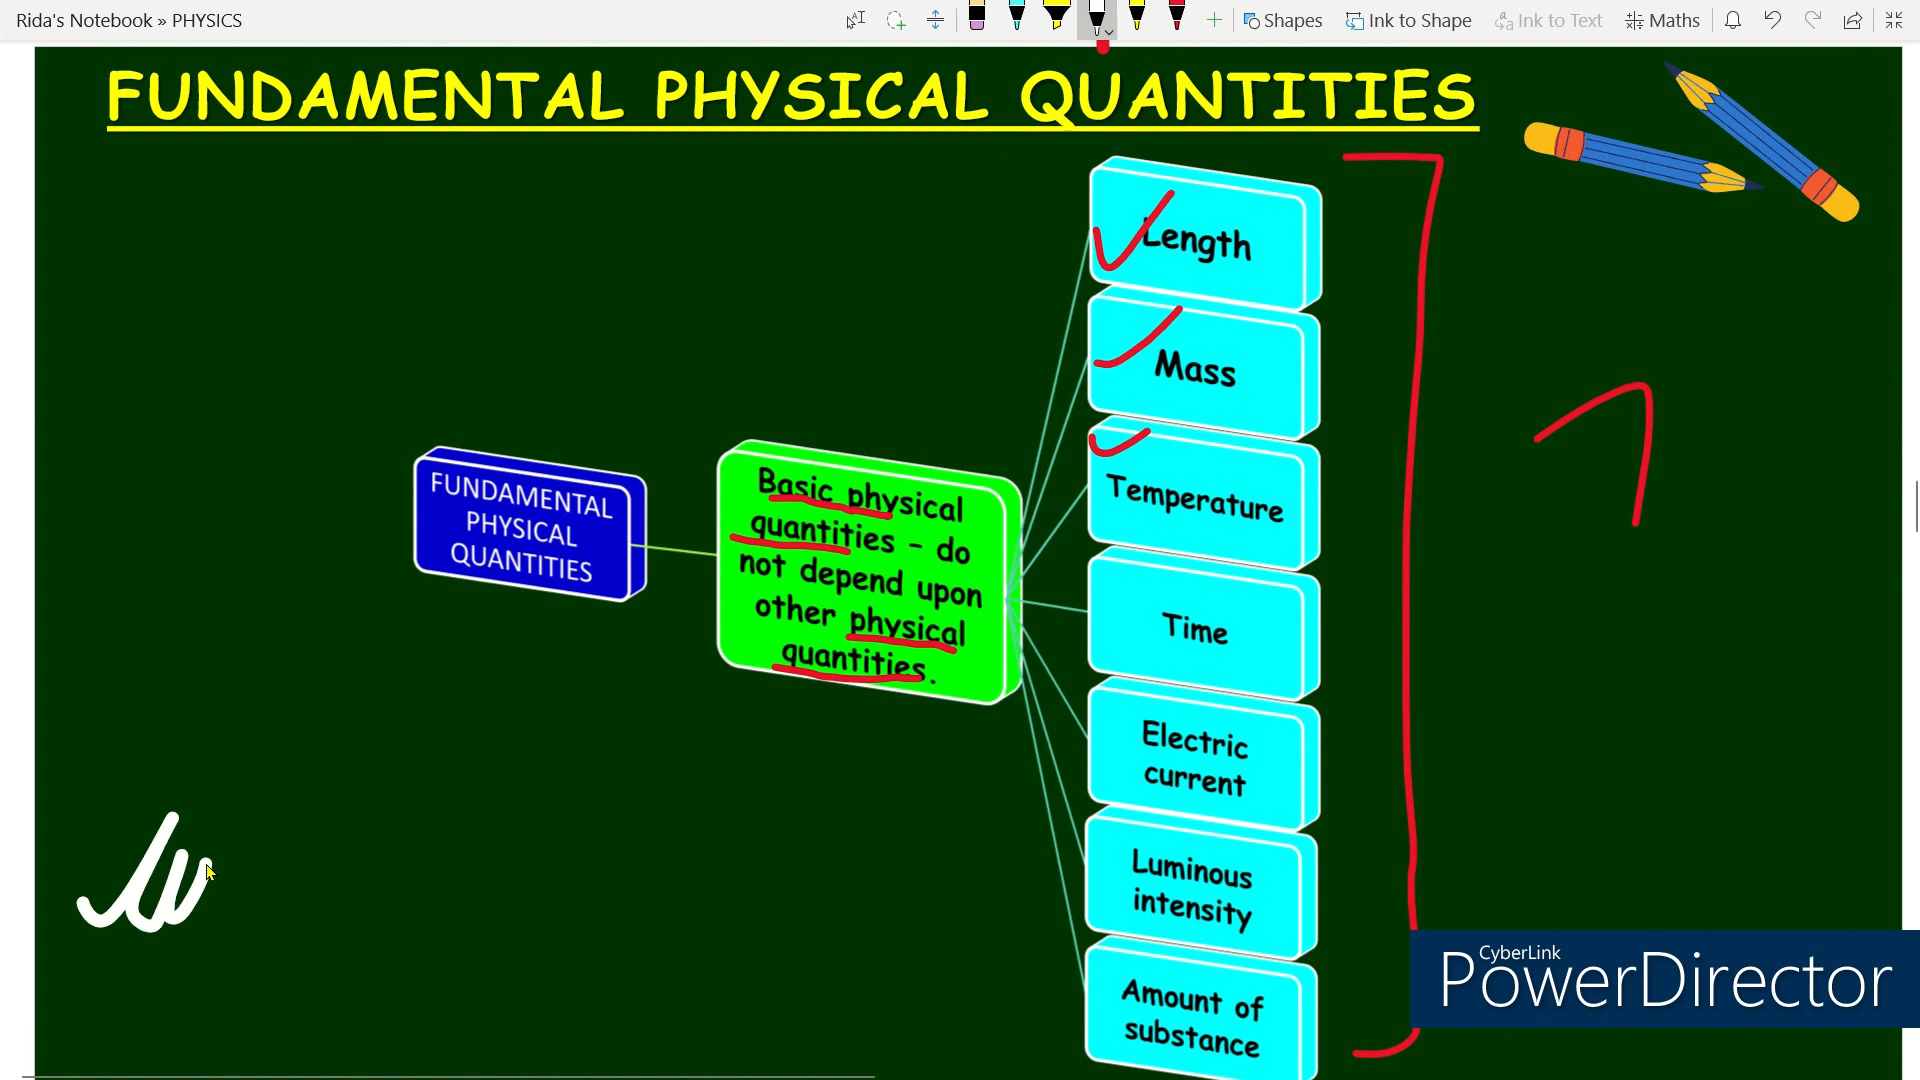 Rida's Notebook » PHYSICS
Shapes Ink to Shape Ink to Text Maths
FUNDAMENTAL PHYSICAL QUANTITIES
FUNDAMENTAL
PHYSICAL
QUANTITIES
Basic physical
quantities – do
not depend upon
other physical
quantities.
Length
Mass
Temperature
Time
Electric
current
Luminous
intensity
Amount of
substance
7
CyberLink
PowerDirector